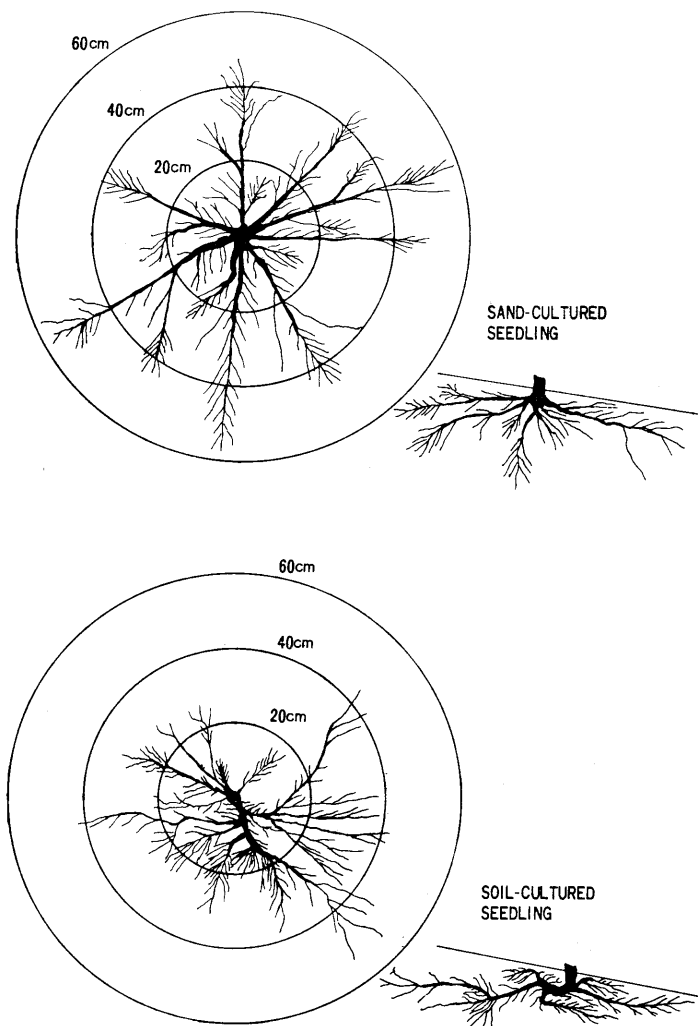 60cm
40cm
20cm
SAND-CULTURED
SEEDLING
60cm
40cm
20cm
SOIL-CULTURED
SEEDLING